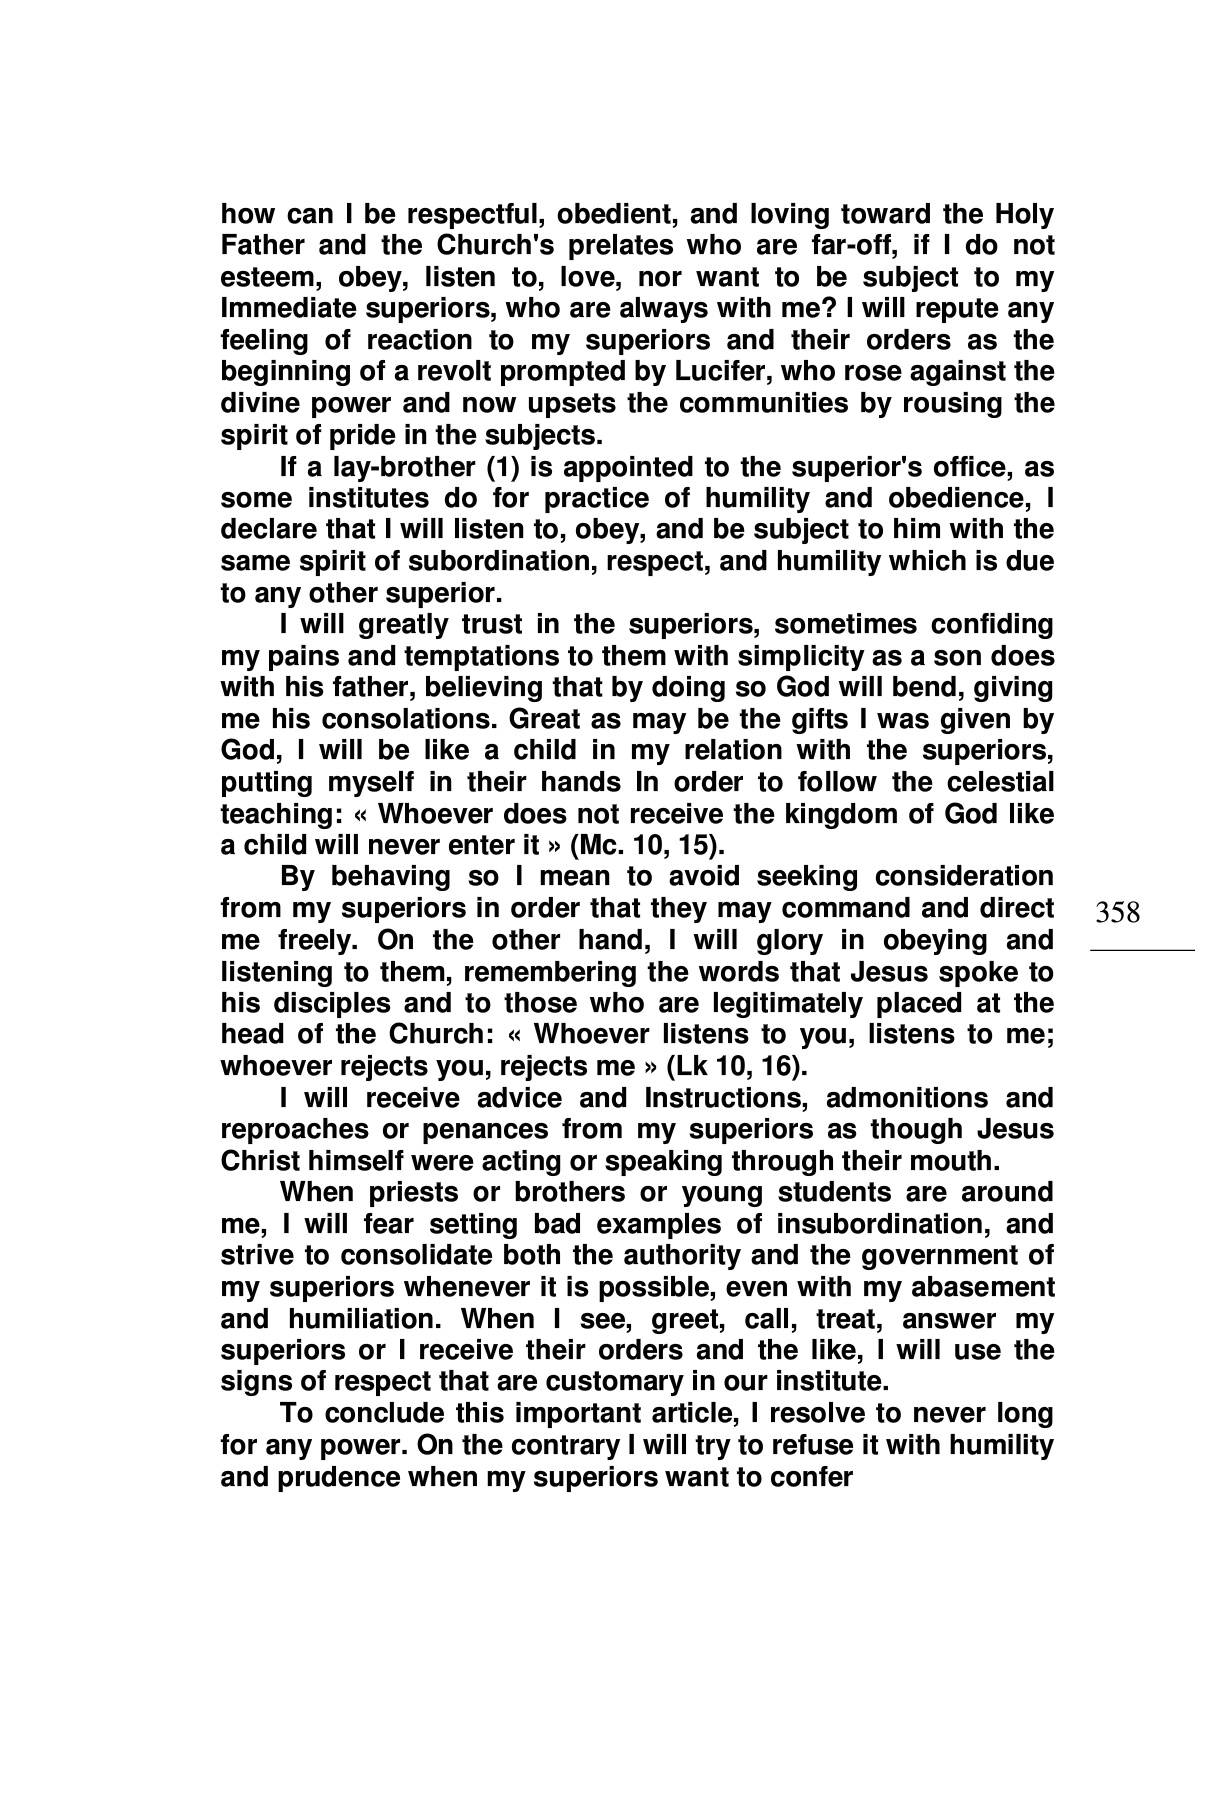 how can I be respectful, obedient, and loving toward the Holy
Father and the Church's prelates who are far-off, if I do not
esteem, obey, listen to, love, nor want to be subject to my
Immediate superiors, who are always with me? I will repute any
feeling of reaction to my superiors and their orders as the
beginning of a revolt prompted by Lucifer, who rose against the
divine power and now upsets the communities by rousing the
spirit of pride in the subjects.
If a lay-brother (1) is appointed to the superior's office, as
some institutes do for practice of humility and obedience, I
declare that I will listen to, obey, and be subject to him with the
same spirit of subordination, respect, and humility which is due
to any other superior.
I will greatly trust in the superiors, sometimes confiding
my pains and temptations to them with simplicity as a son does
with his father, believing that by doing so God will bend, giving
me his consolations. Great as may be the gifts I was given by
God, I will be like a child in my relation with the superiors,
putting myself in their hands In order to follow the celestial
teaching: « Whoever does not receive the kingdom of God like
a child will never enter it » (Mc. 10, 15).
By behaving so I mean to avoid seeking consideration
from my superiors in order that they may command and direct
me freely. On the other hand, I will glory in obeying and
listening to them, remembering the words that Jesus spoke to
his disciples and to those who are legitimately placed at the
head of the Church: « Whoever listens to you, listens to me;
whoever rejects you, rejects me » (Lk 10, 16).
I will receive advice and Instructions, admonitions and
reproaches or penances from my superiors as though Jesus
Christ himself were acting or speaking through their mouth.
When priests or brothers or young students are around
me, I will fear setting bad examples of insubordination, and
strive to consolidate both the authority and the government of
my superiors whenever it is possible, even with my abasement
and humiliation. When I see, greet, call, treat, answer my
superiors or I receive their orders and the like, I will use the
signs of respect that are customary in our institute.
To conclude this important article, I resolve to never long
for any power. On the contrary I will try to refuse it with humility
and prudence when my superiors want to confer
358